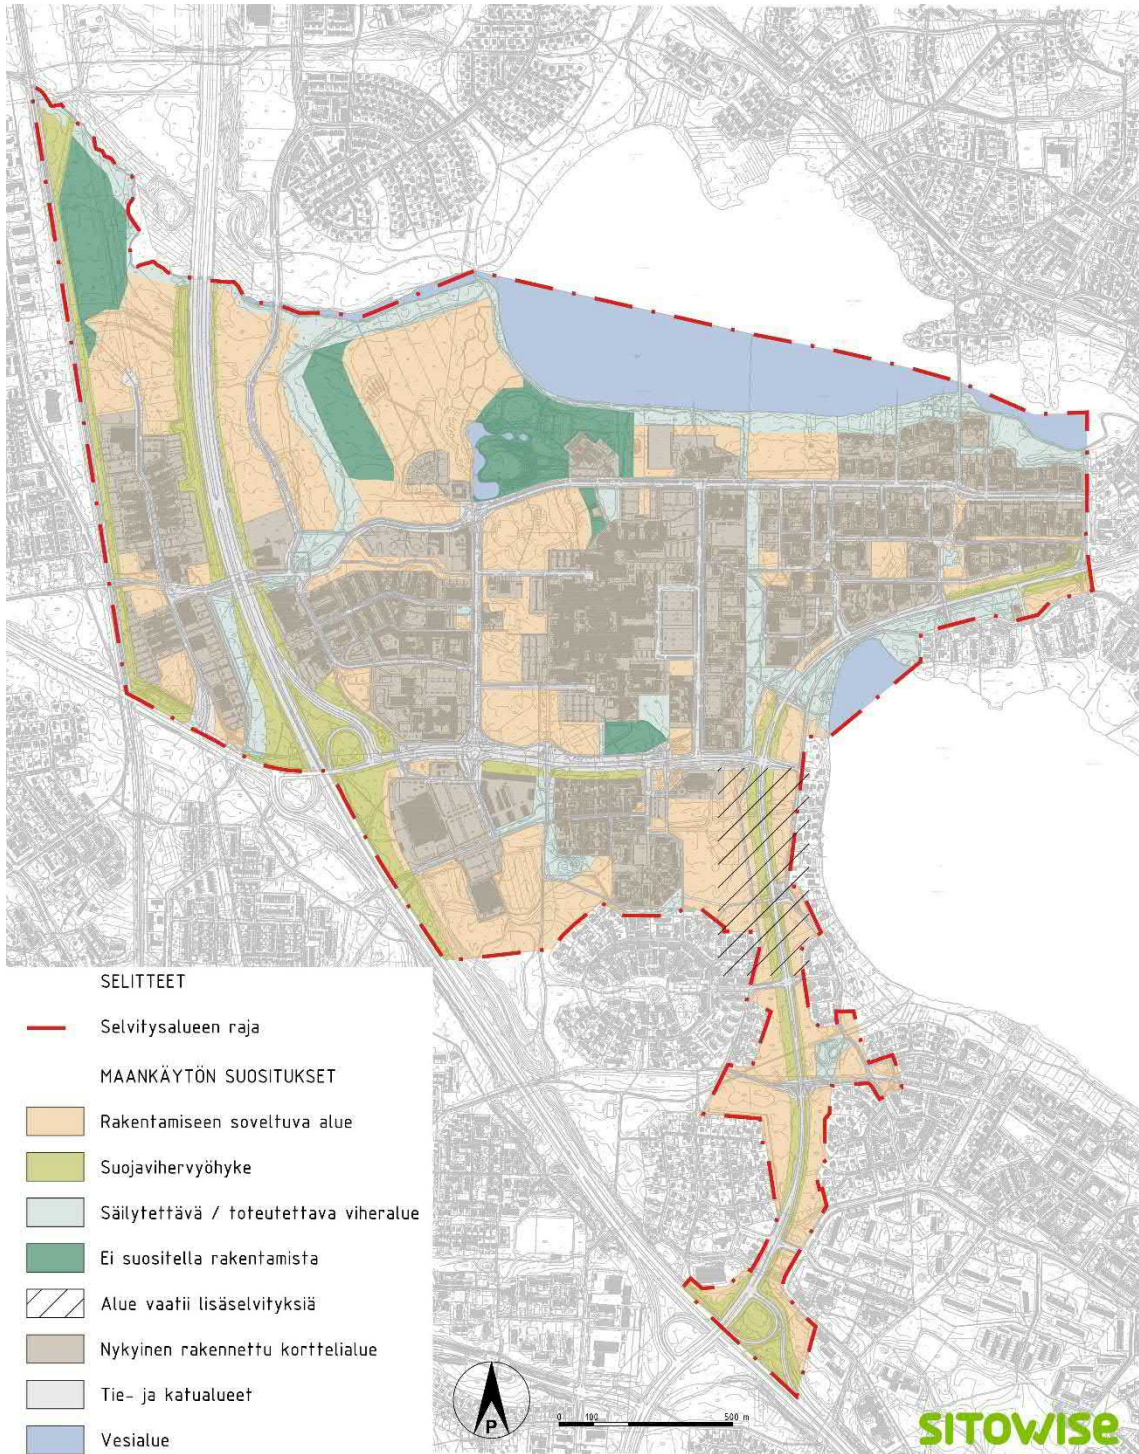 SELITTEET
Selvitysalueen raja
MAANKÄYTÖN SUOSITUKSET
Rakentamiseen soveltuva alue
Suojavihervyöhyke
Säilytettävä / toteutettava viheralue
Ei suositella rakentamista
Alue vaatii lisäselvityksiä
Nykyinen rakennettu korttelialue
Tie- ja katualueet
Vesialue
P
0 100 500 m
SITOWISE